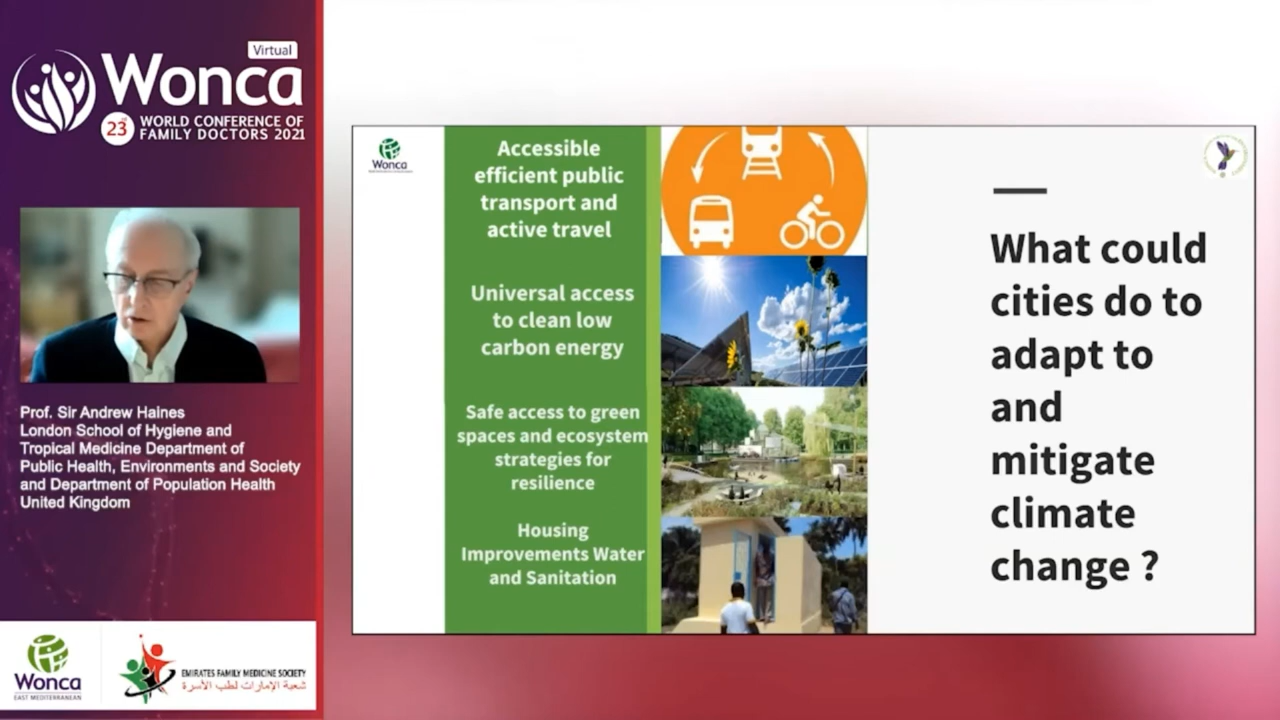 Virtual
Wonca
23
WORLD CONFERENCE OF
FAMILY DOCTORS 2021
Prof. Sir Andrew Haines
London School of Hygiene and
Tropical Medicine Department of
Public Health, Environments and Society
and Department of Population Health
United Kingdom
Wonca
EAST MEDITERRANEAN
EMIRATES FAMILY MEDICINE SOCIETY
شعبة الإمارات لطب الأسرة
Wonca
Accessible
efficient public
transport and
active travel
Universal access
to clean low
carbon energy
Safe access to green
spaces and ecosystem
strategies for
resilience
Housing
Improvements Water
and Sanitation
What could
cities do to
adapt to
and
mitigate
climate
change ?